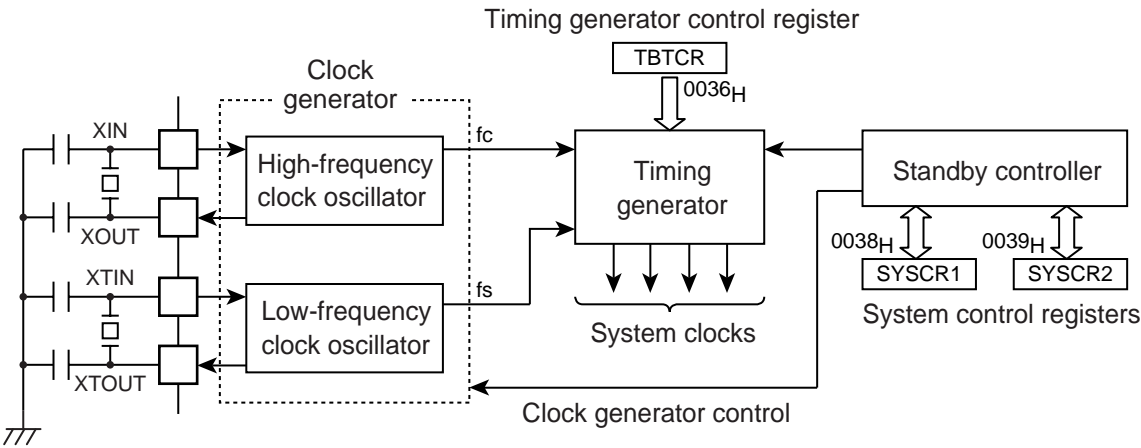 Timing generator control register
TBTCR
0036H
Clock
generator
XIN
XOUT
XTIN
XTOUT
High-frequency
clock oscillator
fc
Low-frequency
clock oscillator
fs
Timing
generator
System clocks
Standby controller
0038H
0039H
SYSCR1
SYSCR2
System control registers
Clock generator control